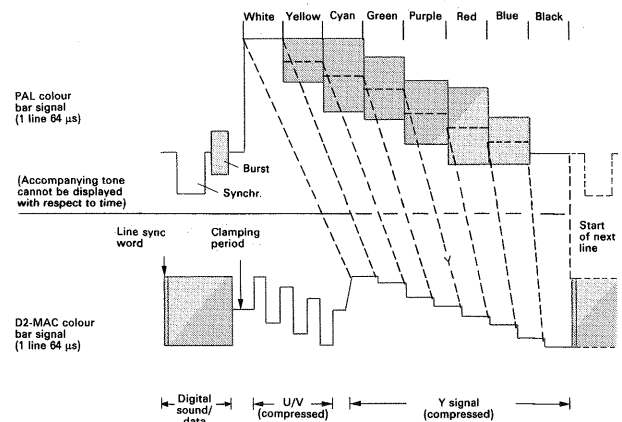 White Yellow Cyan Green Purple Red Blue Black
PAL colour
bar signal
(1 line 64 µs)
Burst
Synchr.
(Accompanying tone
cannot be displayed
with respect to time)
Line sync
word
Clamping
period
Start
of next
line
Y
D2-MAC colour
bar signal
(1 line 64 µs)
Digital
sound/
data
U/V
(compressed)
Y signal
(compressed)